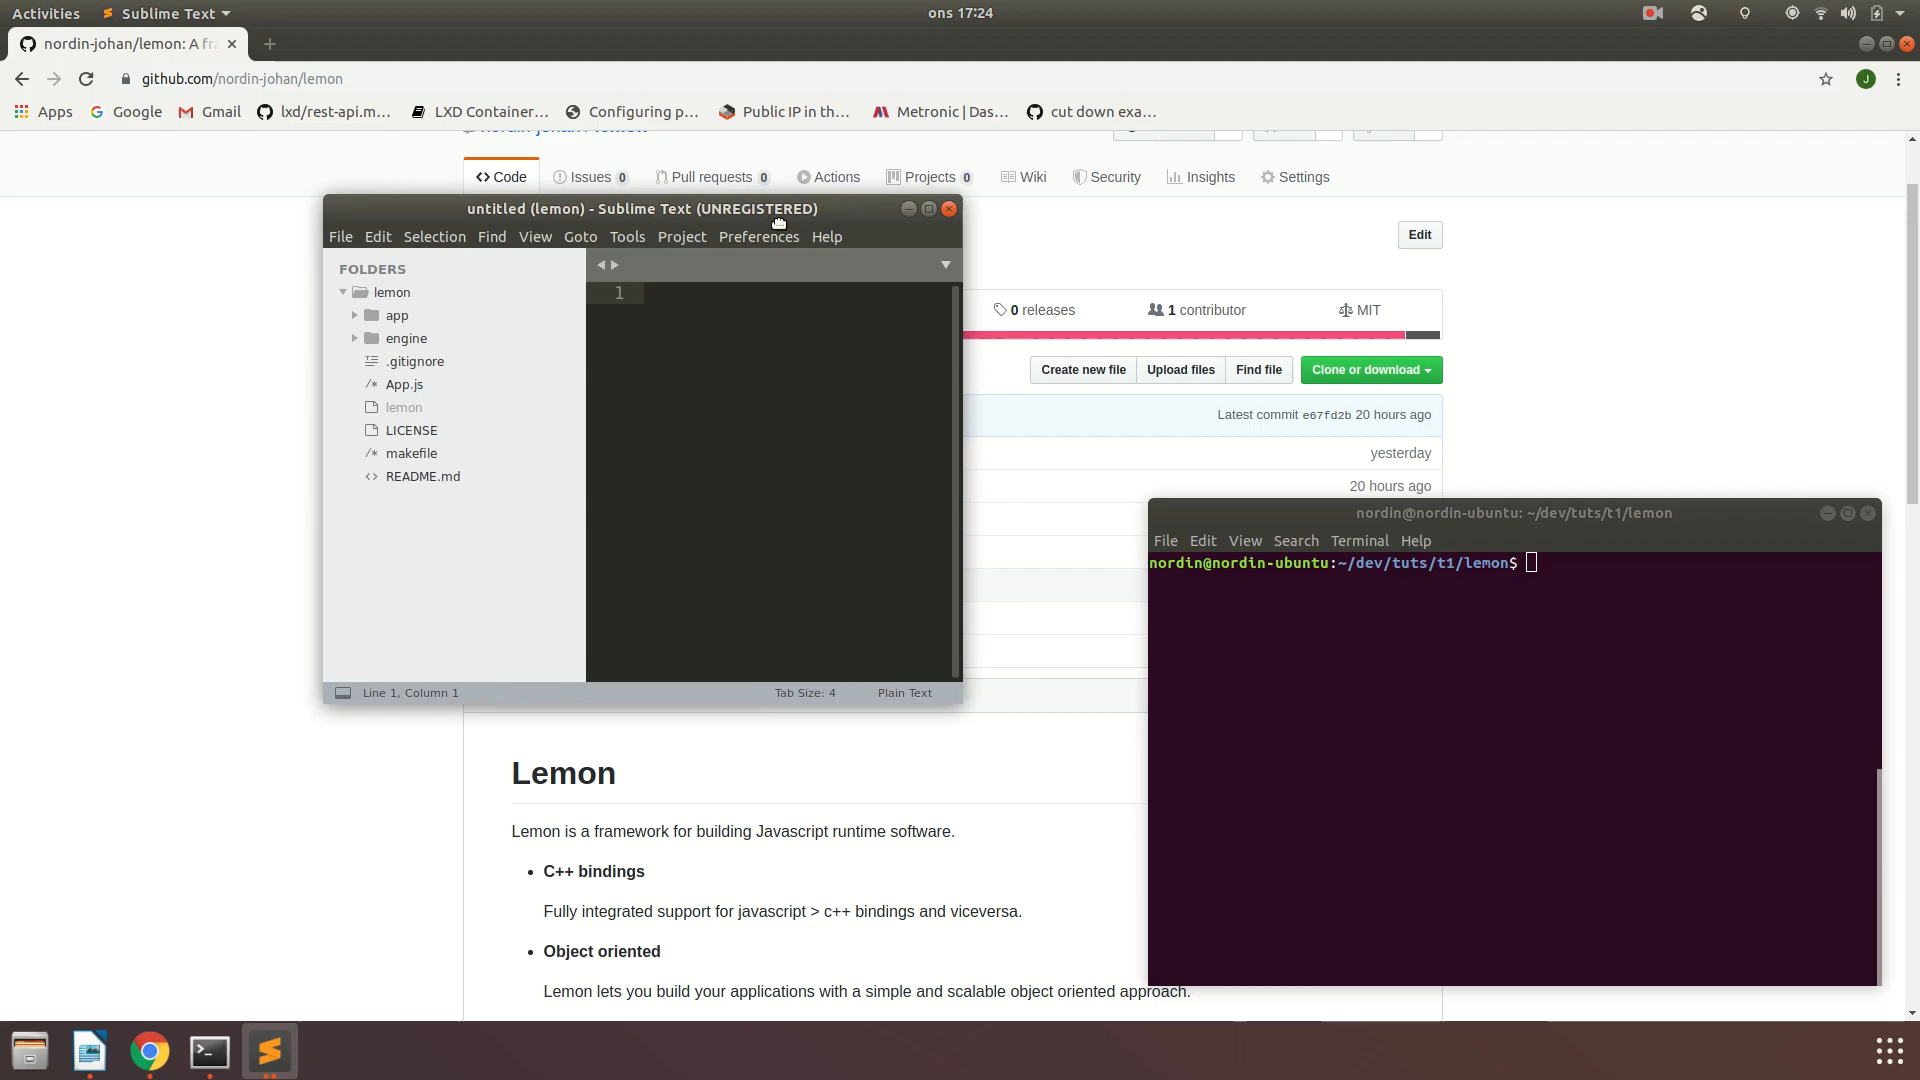 Activities Sublime Text ons 17:24
nordin-johan/lemon: A fra
github.com/nordin-johan/lemon
Apps Google Gmail lxd/rest-api.m... LXD Container... Configuring p... Public IP in th... Metronic | Das... cut down exa... J
Code Issues 0 Pull requests 0 Actions Projects 0 Wiki Security Insights Settings
untitled (lemon) - Sublime Text (UNREGISTERED)
File Edit Selection Find View Goto Tools Project Preferences Help
Edit
FOLDERS
lemon
app
engine
.gitignore
App.js
lemon
LICENSE
makefile
README.md
1
Line 1, Column 1 Tab Size: 4 Plain Text
0 releases 1 contributor MIT
Create new file Upload files Find file Clone or download
Latest commit e67fd2b 20 hours ago
yesterday
20 hours ago
nordin@nordin-ubuntu: ~/dev/tuts/t1/lemon
File Edit View Search Terminal Help
nordin@nordin-ubuntu:~/dev/tuts/t1/lemon$
Lemon
Lemon is a framework for building Javascript runtime software.
• C++ bindings
Fully integrated support for javascript > c++ bindings and viceversa.
• Object oriented
Lemon lets you build your applications with a simple and scalable object oriented approach.